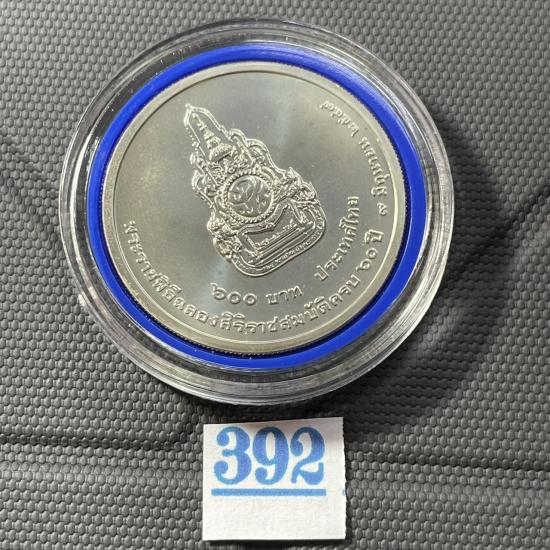 ๖๐๐ บาท ประเทศไทย
พระราชพิธีฉลองสิริราชสมบัติครบ ๖๐ ปี ๙ มิถุนายน ๒๕๔๙
392